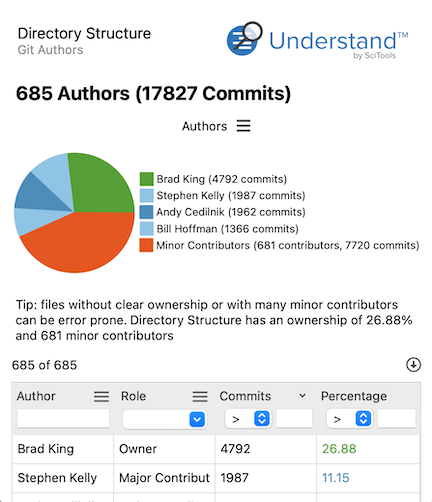 Directory Structure
Git Authors
Understand™
by SciTools
685 Authors (17827 Commits)
Authors
Brad King (4792 commits)
Stephen Kelly (1987 commits)
Andy Cedilnik (1962 commits)
Bill Hoffman (1366 commits)
Minor Contributors (681 contributors, 7720 commits)
Tip: files without clear ownership or with many minor contributors
can be error prone. Directory Structure has an ownership of 26.88%
and 681 minor contributors
685 of 685
Author Role Commits Percentage
> >
Brad King Owner 4792 26.88
Stephen Kelly Major Contribut 1987 11.15